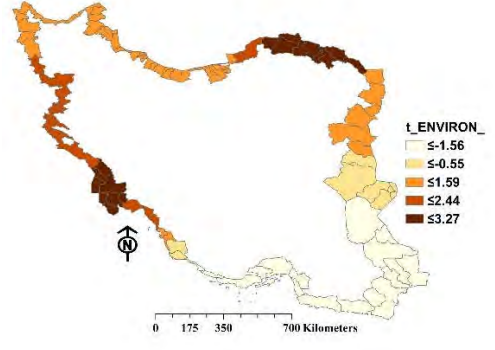 t_ENVIRON_
≤-1.56
≤-0.55
≤1.59
≤2.44
≤3.27
N
0 175 350 700 Kilometers